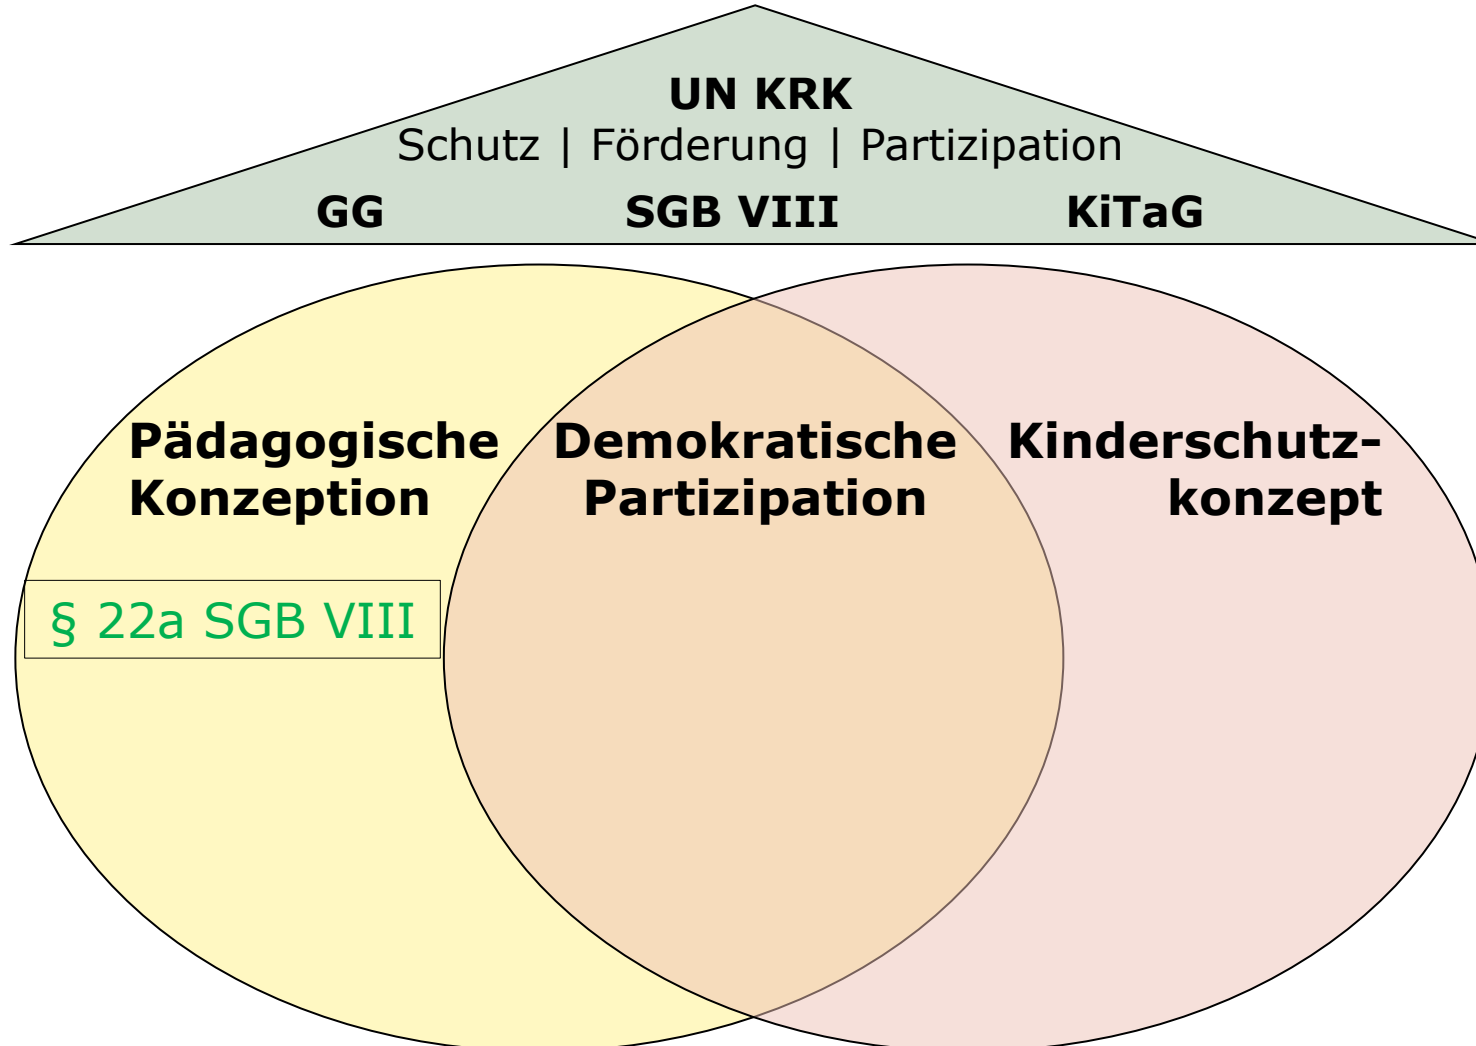 UN KRK
Schutz | Förderung | Partizipation
GG SGB VIII KiTaG
Pädagogische
Konzeption
Demokratische
Partizipation
Kinderschutz–
konzept
§ 22a SGB VIII